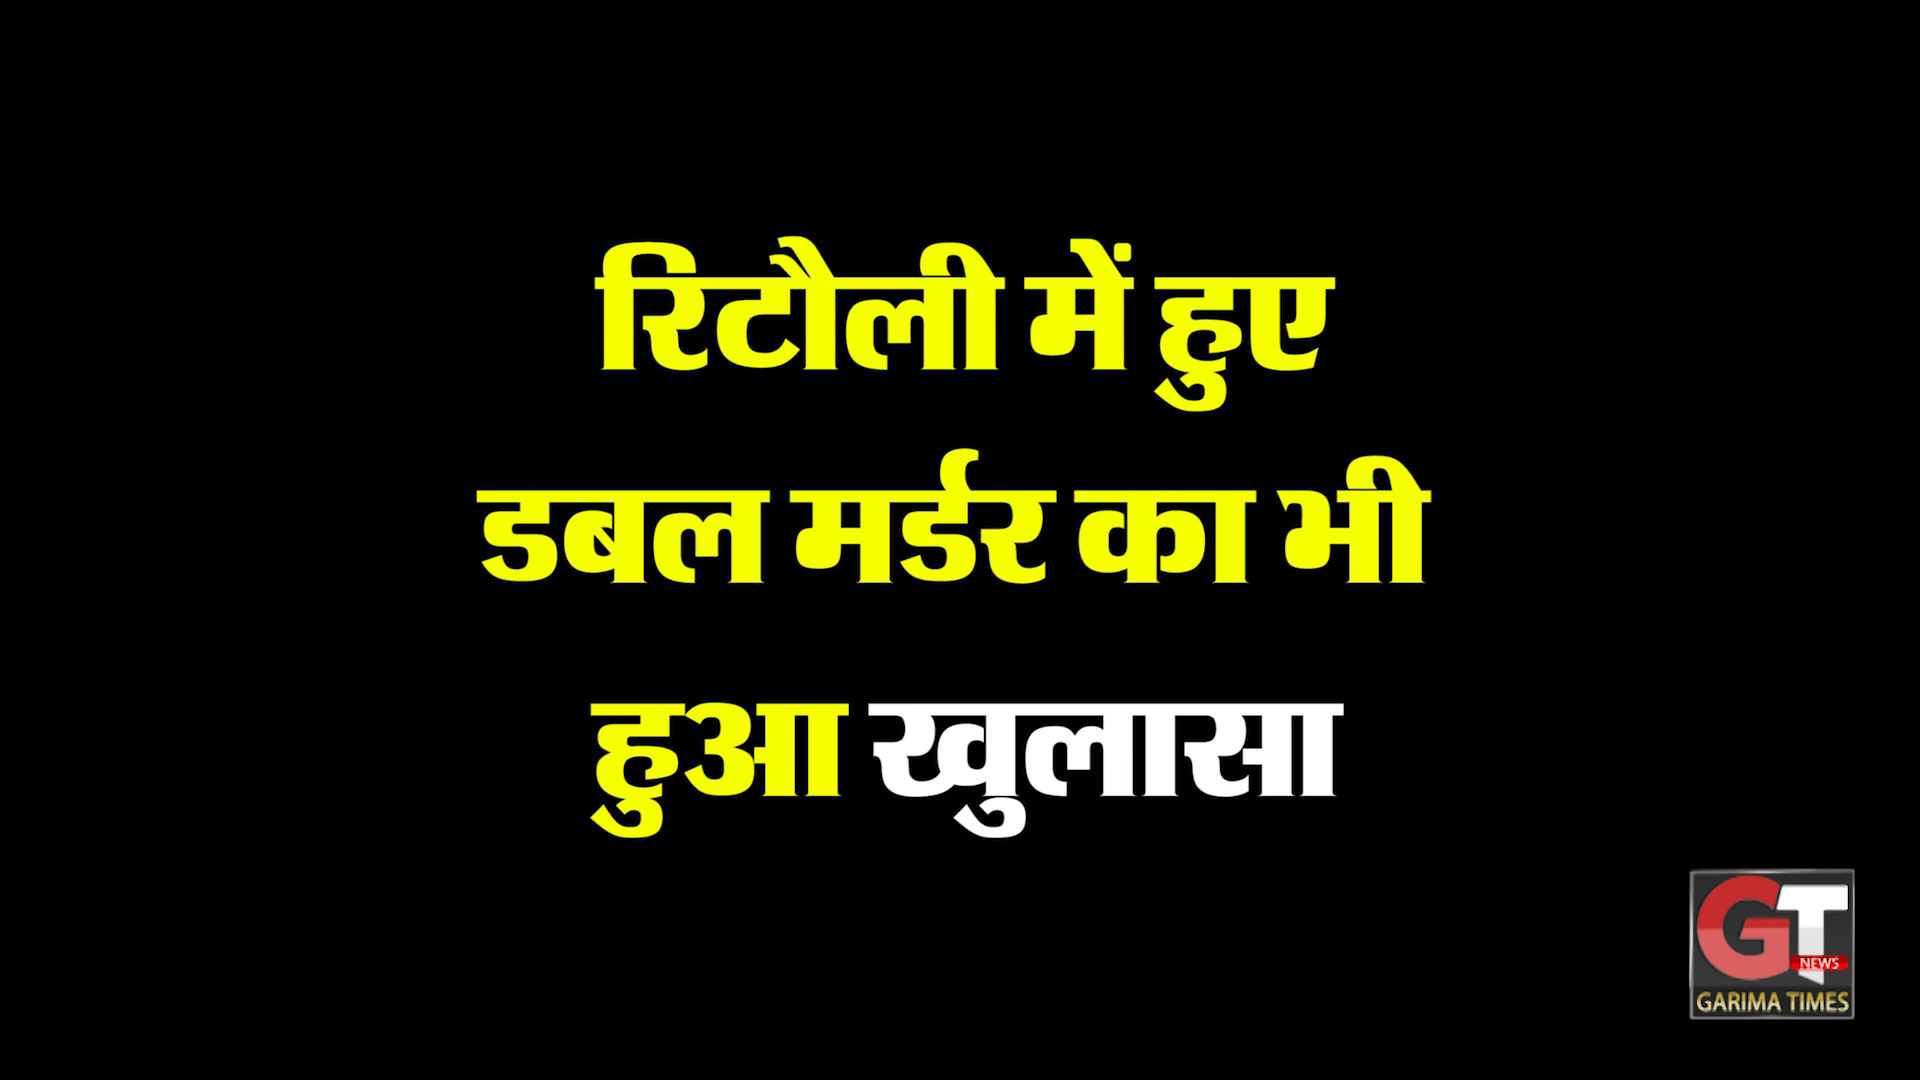 रिटौली में हुए
डबल मर्डर का भी
हुआ खुलासा
GT
NEWS
GARIMA TIMES